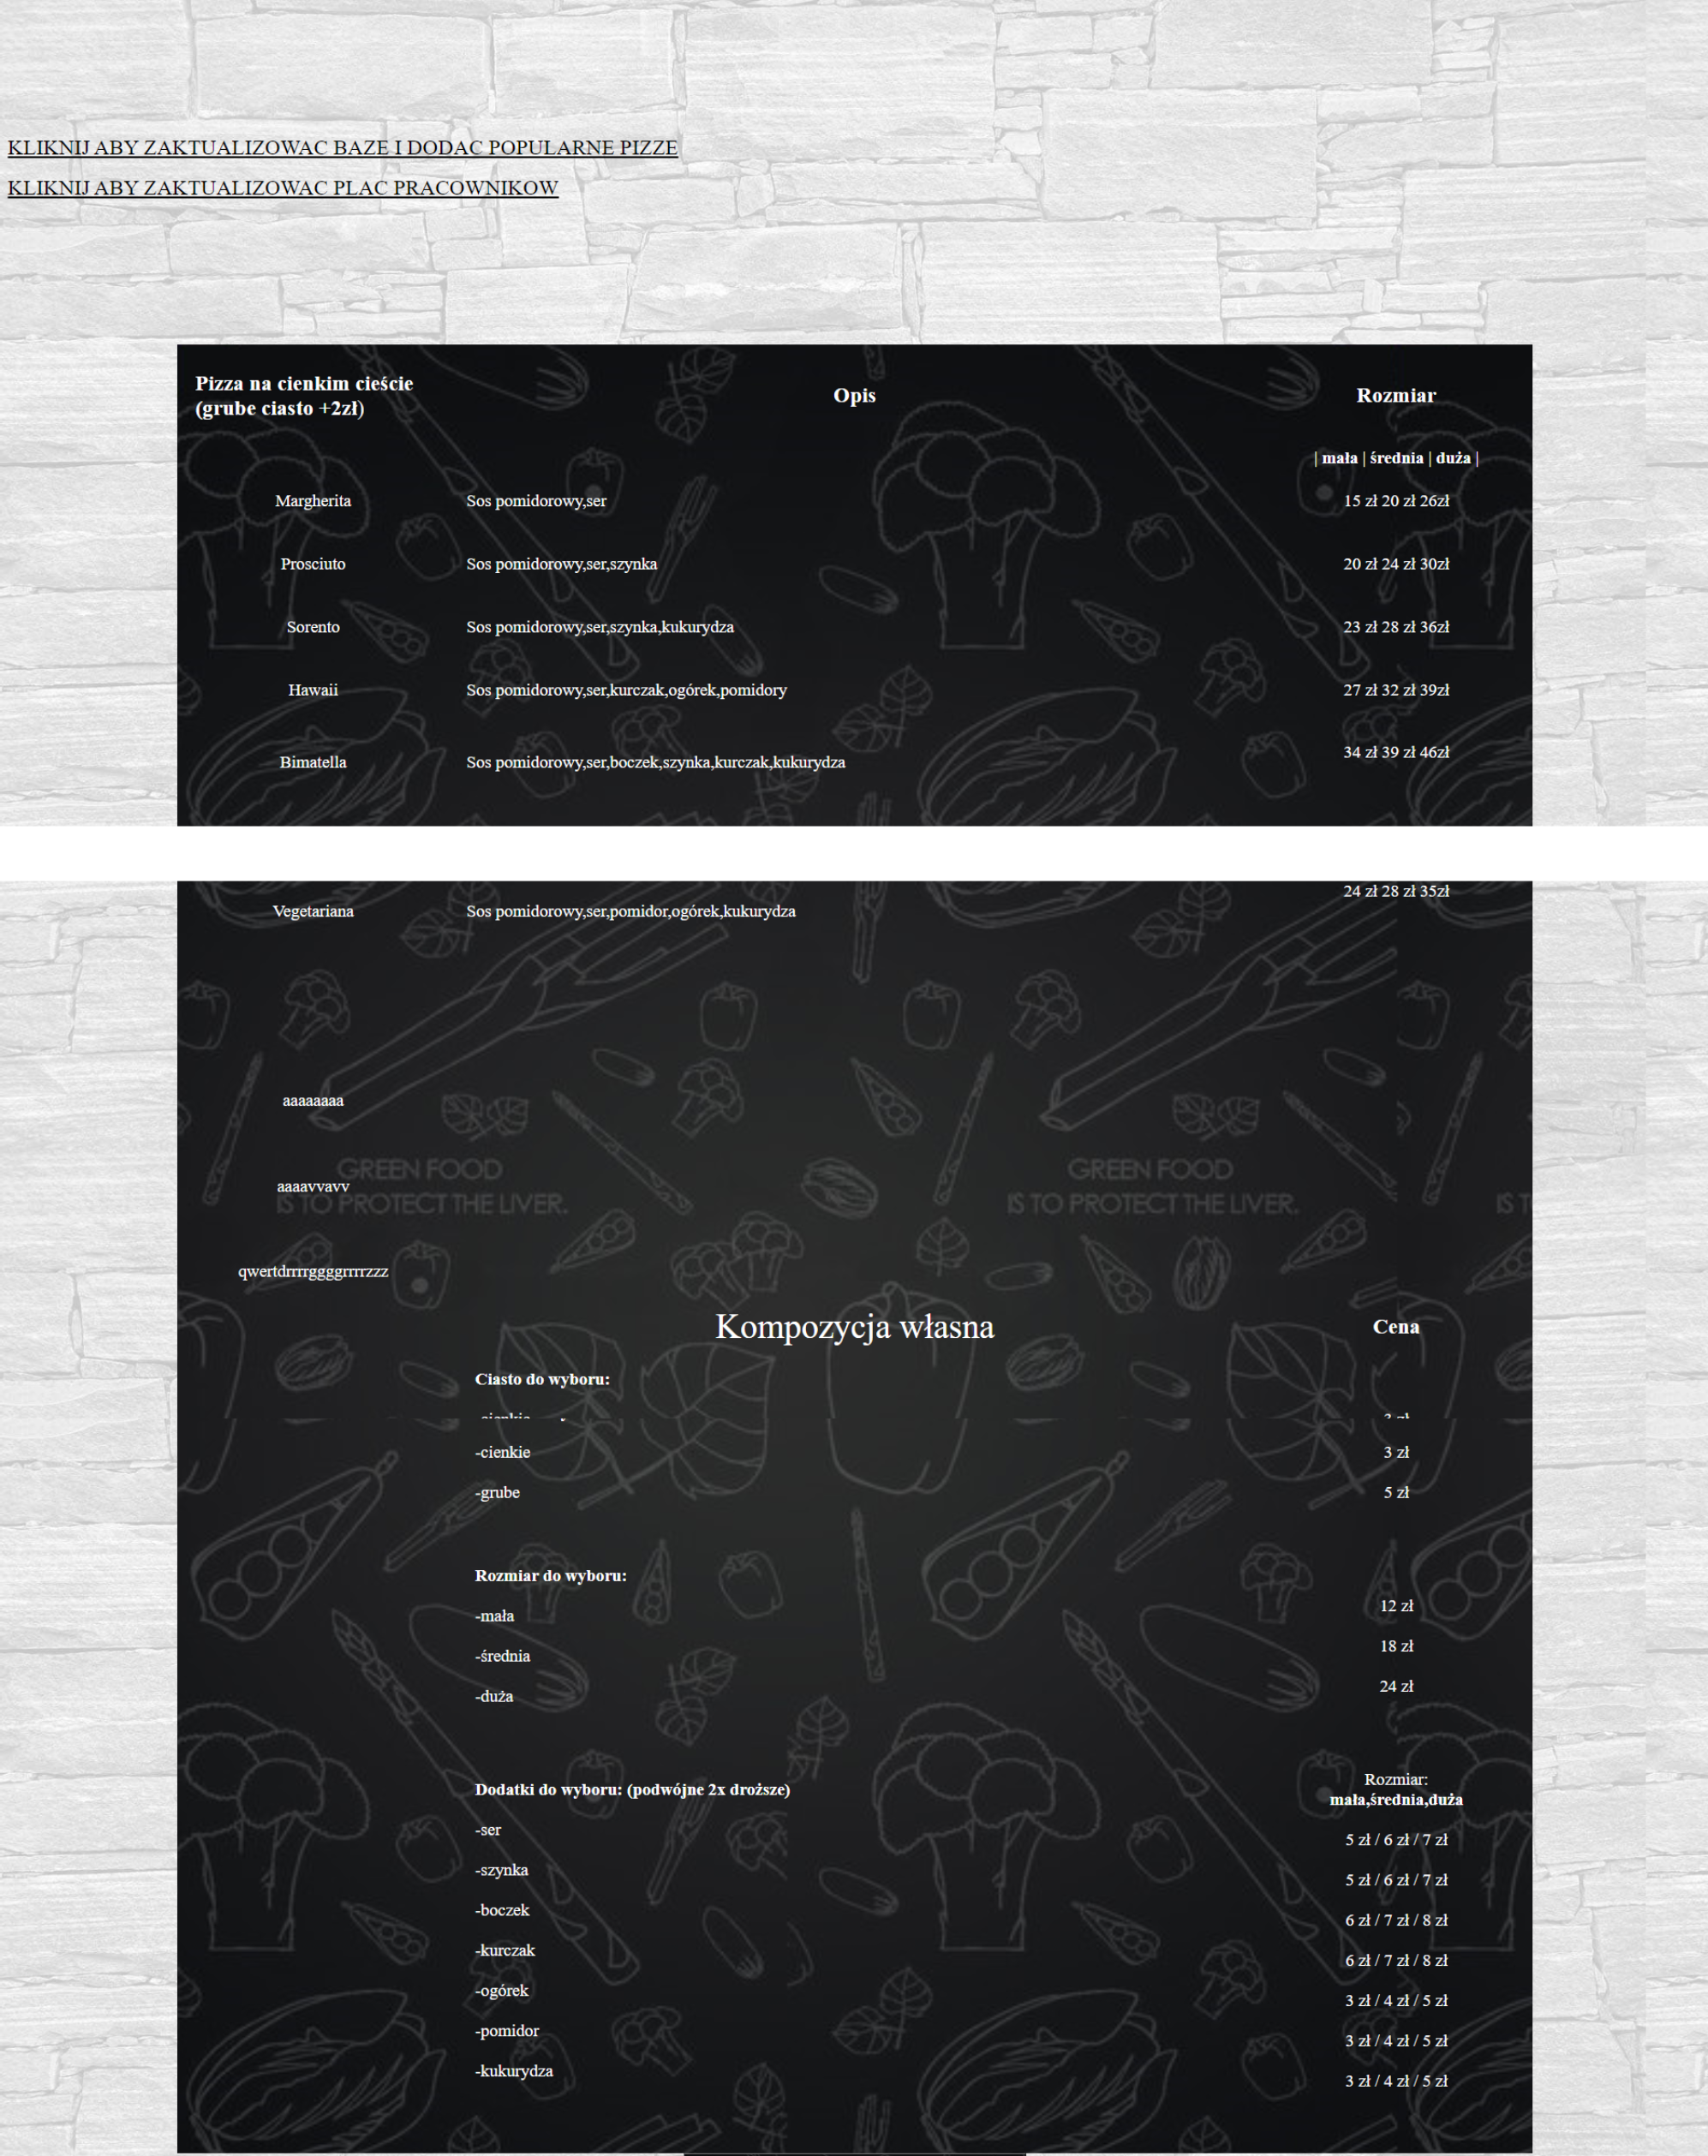 KLIKNIJ ABY ZAKTUALIZOWAC BAZE I DODAC POPULARNE PIZZE
KLIKNIJ ABY ZAKTUALIZOWAC PLAC PRACOWNIKOW
Pizza na cienkim cieście
(grube ciasto +2zł)
Opis
Rozmiar
| mała | średnia | duża |
Margherita
Sos pomidorowy,ser
15 zł 20 zł 26zł
Prosciuto
Sos pomidorowy,ser,szynka
20 zł 24 zł 30zł
Sorento
Sos pomidorowy,ser,szynka,kukurydza
23 zł 28 zł 36zł
Hawaii
Sos pomidorowy,ser,kurczak,ogórek,pomidory
27 zł 32 zł 39zł
Bimatella
Sos pomidorowy,ser,boczek,szynka,kurczak,kukurydza
34 zł 39 zł 46zł
Vegetariana
Sos pomidorowy,ser,pomidor,ogórek,kukurydza
24 zł 28 zł 35zł
aaaaaaaa
GREEN FOOD
IS TO PROTECT THE LIVER.
GREEN FOOD
IS TO PROTECT THE LIVER.
IS T
aaaavvavv
qwertdrrrrggggrrrrzzz
Kompozycja własna
Cena
Ciasto do wyboru:
-cienkie
3 zł
-grube
5 zł
Rozmiar do wyboru:
-mała
12 zł
-średnia
18 zł
-duża
24 zł
Dodatki do wyboru: (podwójne 2x droższe)
Rozmiar:
mała,średnia,duża
-ser
5 zł / 6 zł / 7 zł
-szynka
5 zł / 6 zł / 7 zł
-boczek
6 zł / 7 zł / 8 zł
-kurczak
6 zł / 7 zł / 8 zł
-ogórek
3 zł / 4 zł / 5 zł
-pomidor
3 zł / 4 zł / 5 zł
-kukurydza
3 zł / 4 zł / 5 zł